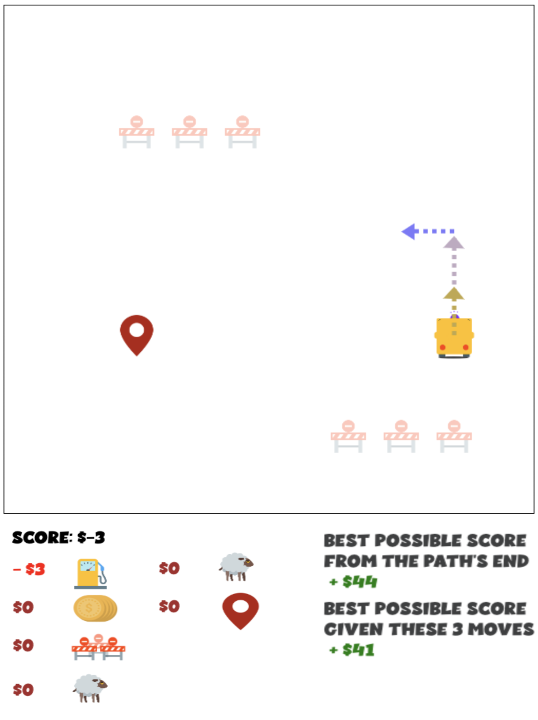 SCORE: $-3
- $3
$0
$0
$0
$0
$0
BEST POSSIBLE SCORE
FROM THE PATH'S END
+ $44
BEST POSSIBLE SCORE
GIVEN THESE 3 MOVES
+ $41